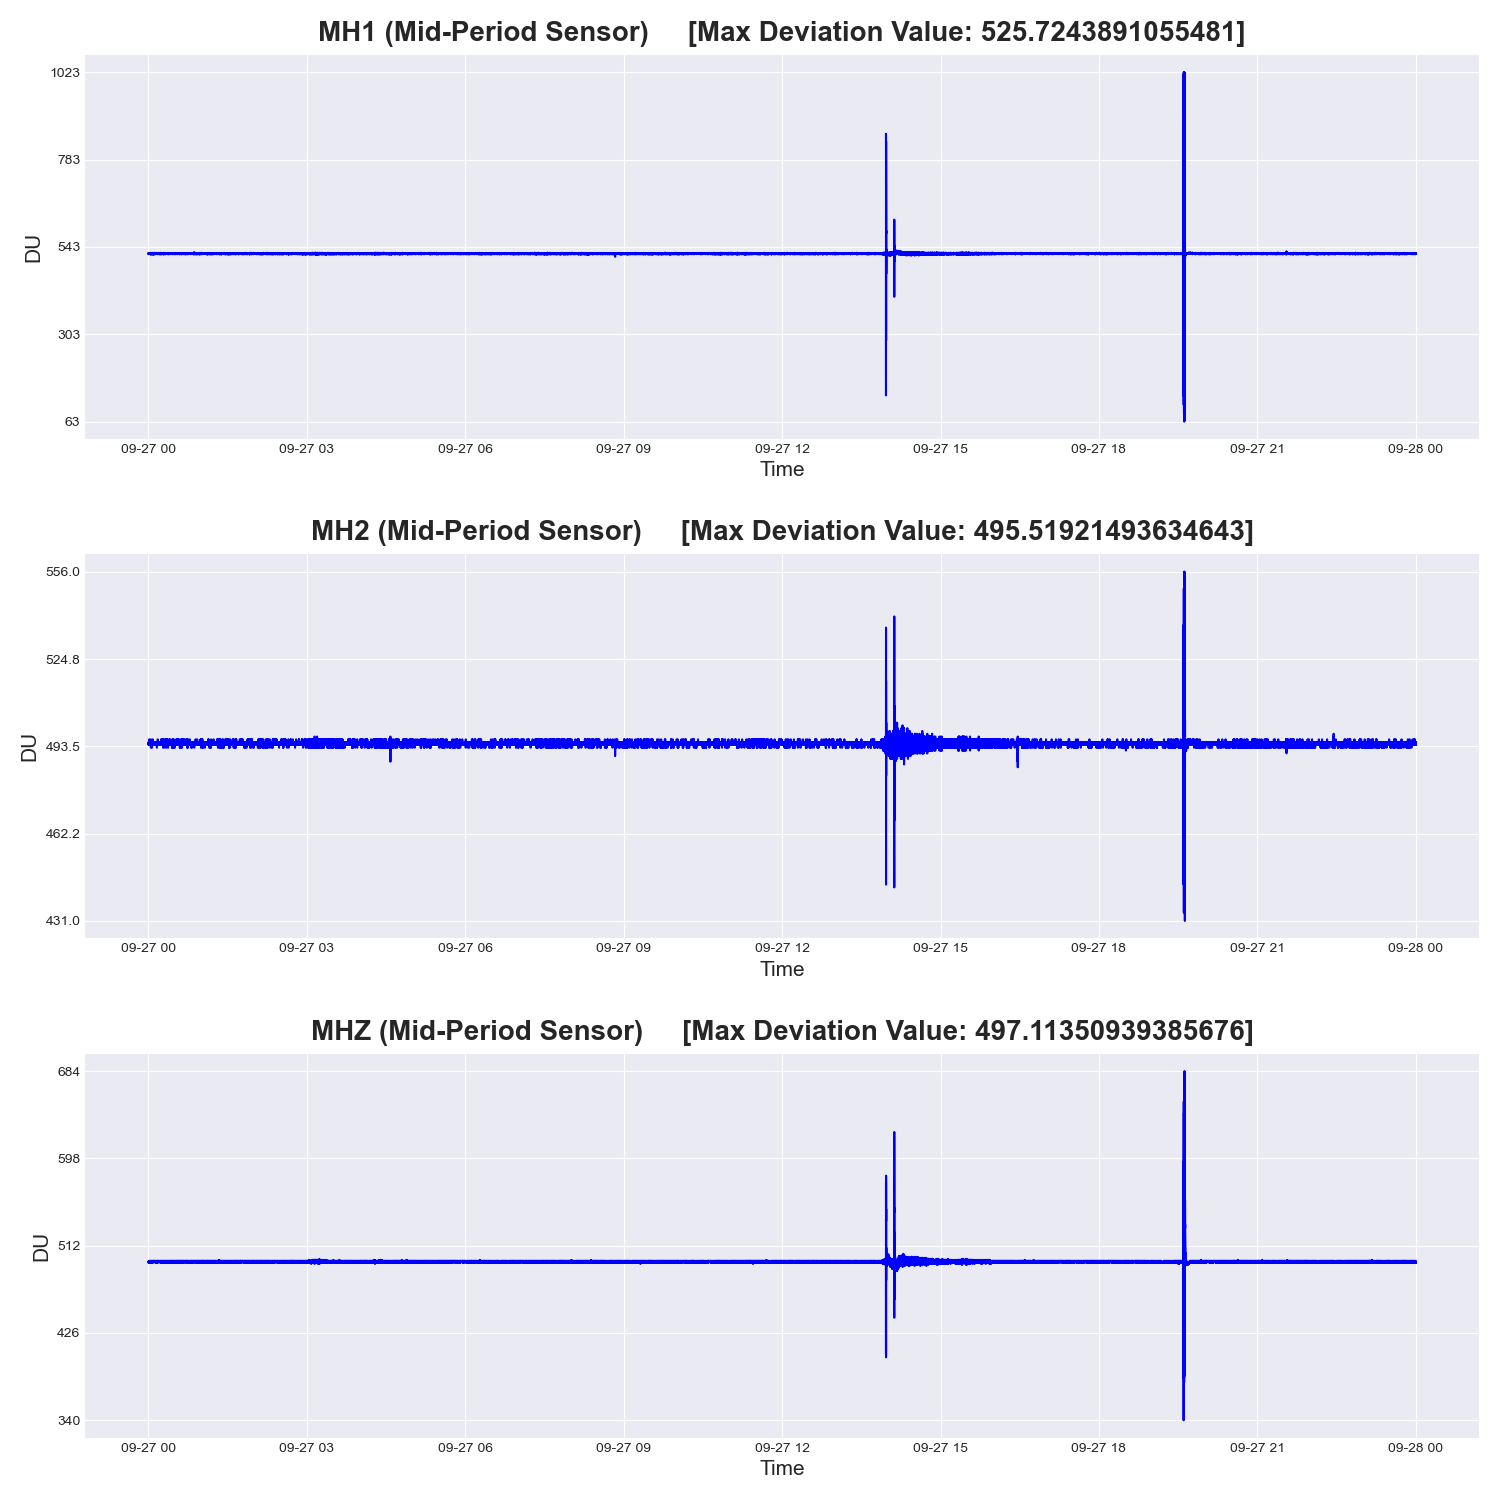 MH1 (Mid-Period Sensor) [Max Deviation Value: 525.7243891055481]
1023
783
543
303
63
DU
09-27 00 09-27 03 09-27 06 09-27 09 09-27 12 09-27 15 09-27 18 09-27 21 09-28 00
Time
MH2 (Mid-Period Sensor) [Max Deviation Value: 495.51921493634643]
556.0
524.8
493.5
462.2
431.0
DU
09-27 00 09-27 03 09-27 06 09-27 09 09-27 12 09-27 15 09-27 18 09-27 21 09-28 00
Time
MHZ (Mid-Period Sensor) [Max Deviation Value: 497.11350939385676]
684
598
512
426
340
DU
09-27 00 09-27 03 09-27 06 09-27 09 09-27 12 09-27 15 09-27 18 09-27 21 09-28 00
Time